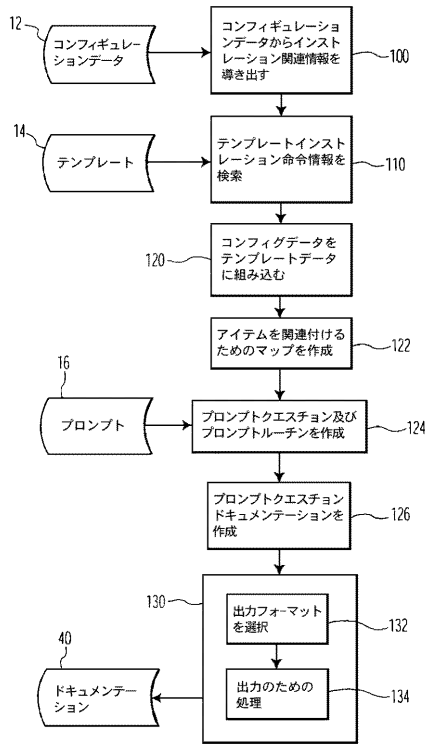 12
コンフィギュレー
ションデータ
コンフィギュレーション
データからインスト
レーション関連情報を
導き出す
100
14
テンプレート
テンプレートインスト
レーション命令情報を
検索
110
120
コンフィグデータを
テンプレートデータ
に組み込む
アイテムを関連付ける
ためのマップを作成
122
16
プロンプト
プロンプトクエスチョン及び
プロンプトルーチンを作成
124
プロンプトクエスチョン
ドキュメンテーションを
作成
126
130
出力フォーマット
を選択
132
40
ドキュメンテー
ション
出力のための
処理
134